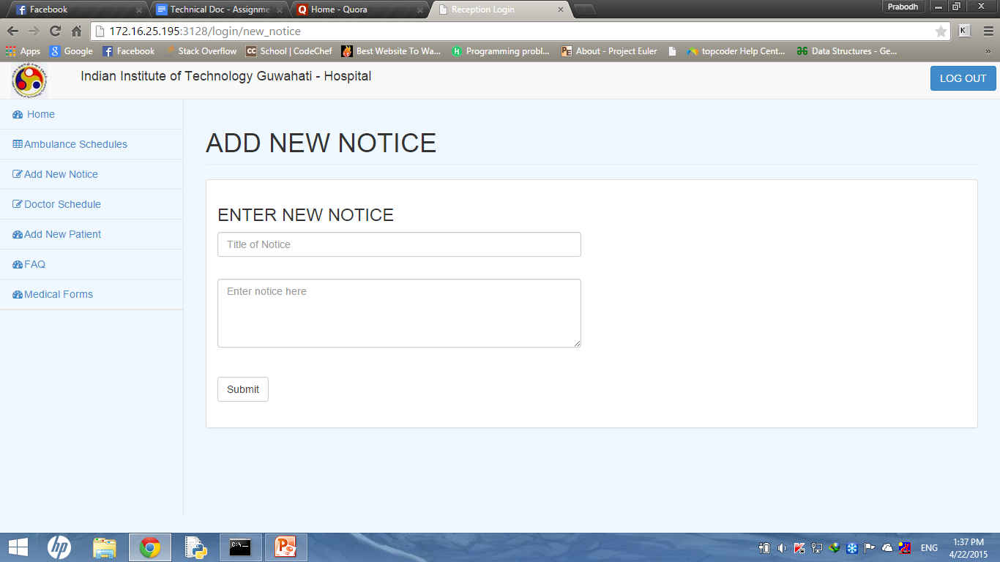 Facebook
Technical Doc - Assignme
Home - Quora
Reception Login
Prabodh
172.16.25.195:3128/login/new_notice
K
Apps
Google
Facebook
Stack Overflow
CC School | CodeChef
Best Website To Wa...
Programming probl...
About - Project Euler
topcoder Help Cent...
Data Structures - Ge...
»
Indian Institute of Technology Guwahati - Hospital
LOG OUT
Home
Ambulance Schedules
Add New Notice
Doctor Schedule
Add New Patient
FAQ
Medical Forms
ADD NEW NOTICE
ENTER NEW NOTICE
Title of Notice
Enter notice here
Submit
hp
C:\
ENG
1:37 PM
4/22/2015